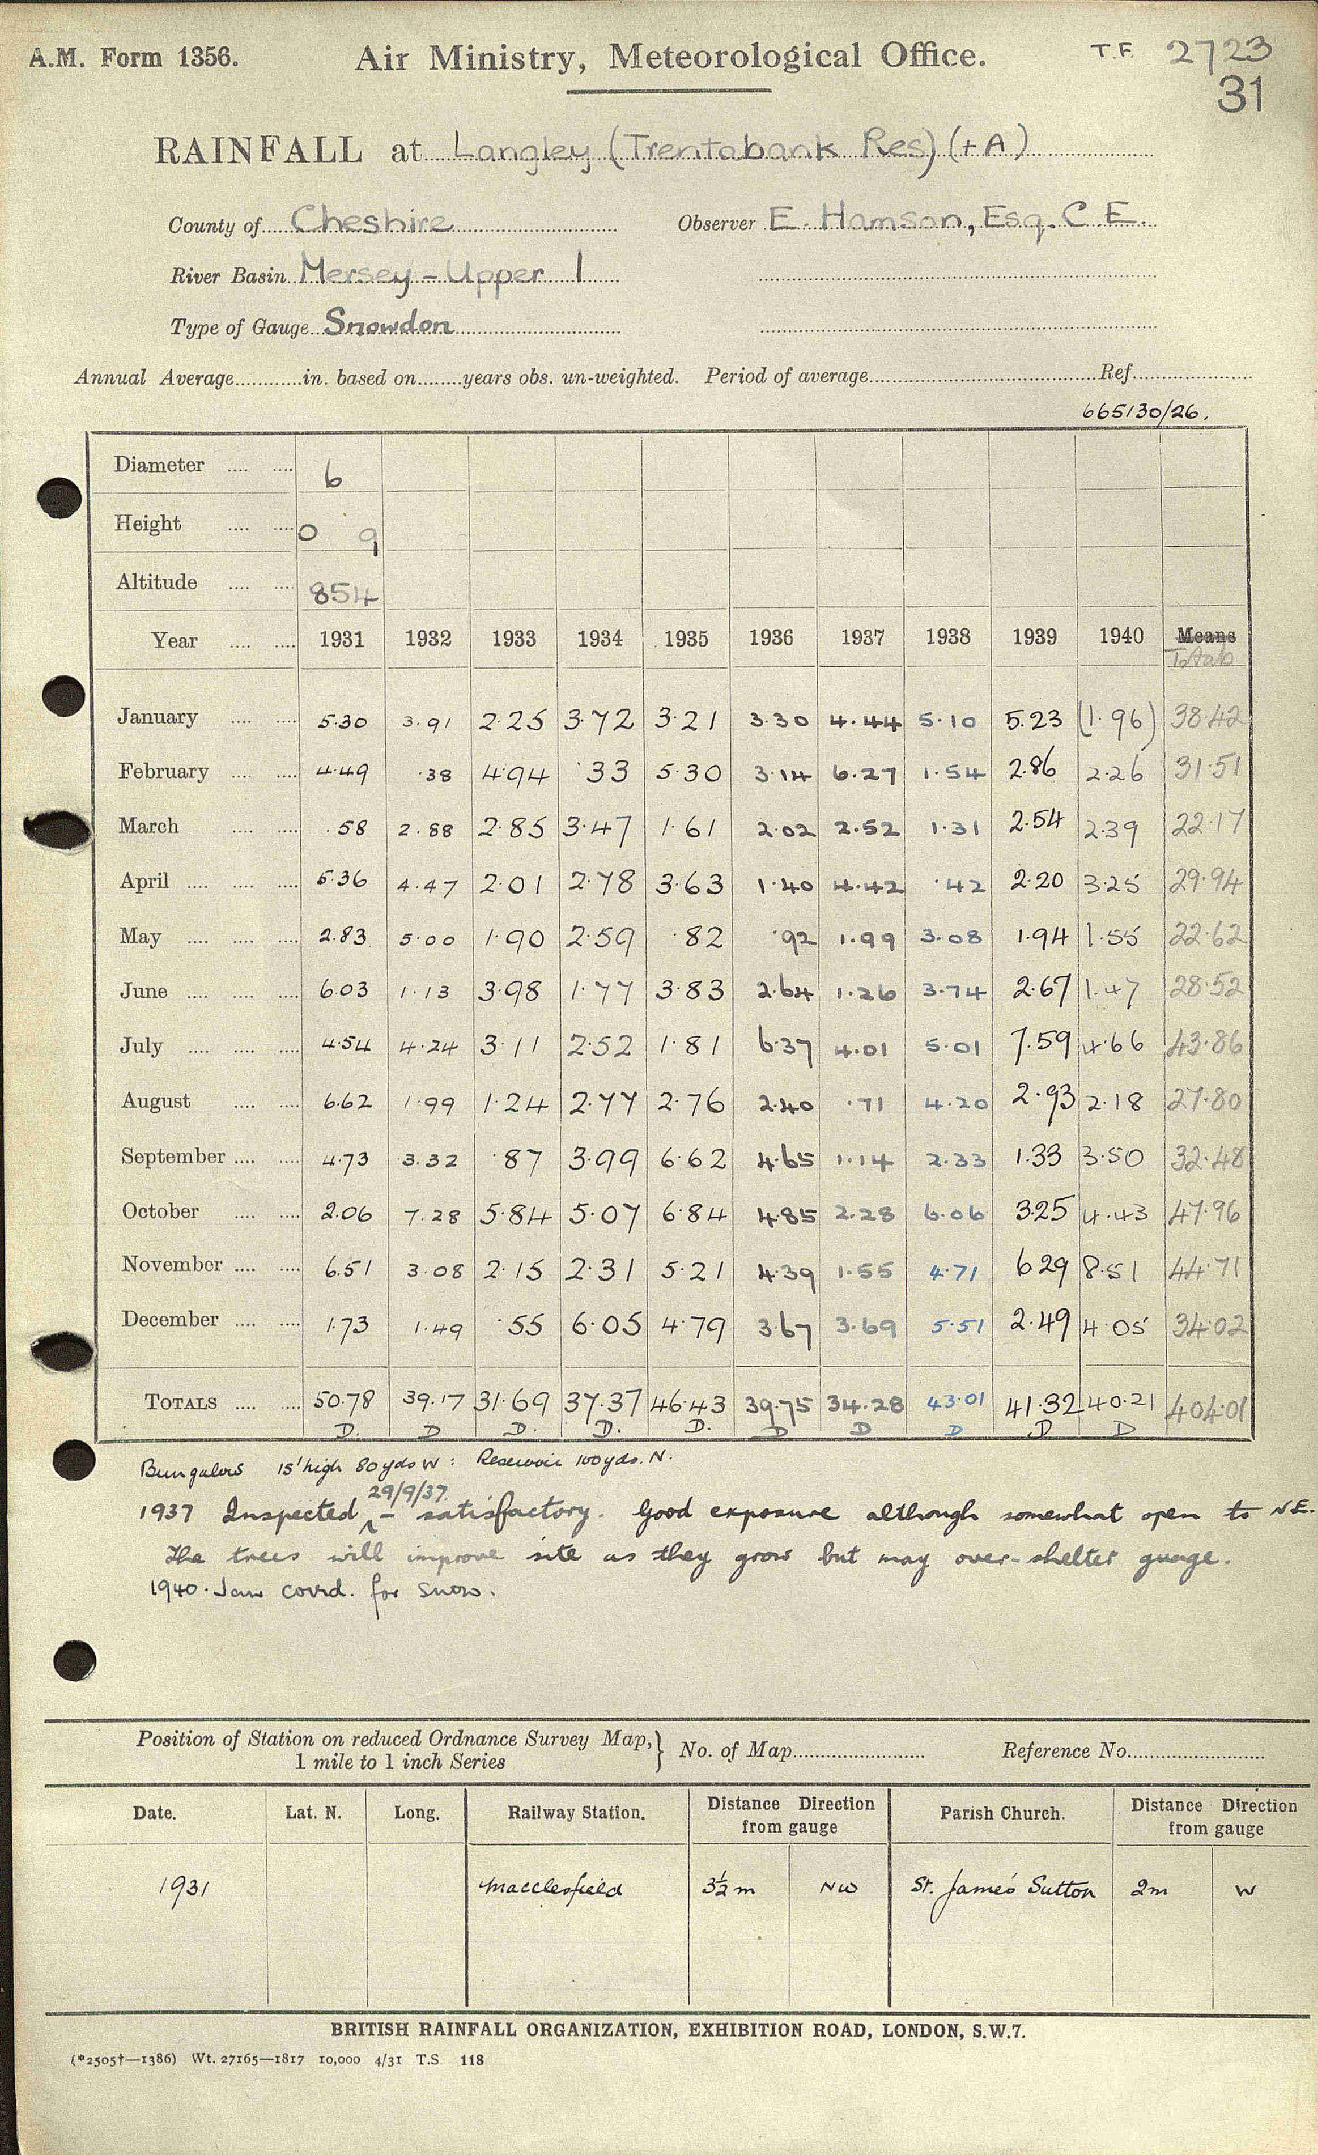 A.M. Form 1356. Air Ministry, Meteorological Office. T.F. 2723
31
RAINFALL at Langley (Trentabank Res) (+A)
County of Cheshire Observer E. Hamson, Esq. C.E.
River Basin Mersey - Upper 1
Type of Gauge Snowdon
Annual Average in. based on years obs. un-weighted. Period of average Ref.
665130/26.
Diameter 6
Height 0 9
Altitude 854
Year 1931 1932 1933 1934 1935 1936 1937 1938 1939 1940 Means
Totals
January 5.30 3.91 2.25 3.72 3.21 3.30 4.44 5.10 5.23 (1.96) 38.42
February 4.49 .38 4.94 .33 5.30 3.14 6.27 1.54 2.86 2.26 31.51
March .58 2.88 2.85 3.47 1.61 2.02 2.52 1.31 2.54 2.39 22.17
April 5.36 4.47 2.01 2.78 3.63 1.40 4.42 .42 2.20 3.25 29.94
May 2.83 5.00 1.90 2.59 .82 .92 1.99 3.08 1.94 1.55 22.62
June 6.03 1.13 3.98 1.77 3.83 2.64 1.26 3.74 2.67 1.47 28.52
July 4.54 4.24 3.11 2.52 1.81 6.37 4.01 5.01 7.59 4.66 43.86
August 6.62 1.99 1.24 2.77 2.76 2.40 .71 4.20 2.93 2.18 27.80
September 4.73 3.32 .87 3.99 6.62 4.65 1.14 2.33 1.33 3.50 32.48
October 2.06 7.28 5.84 5.07 6.84 4.85 2.28 6.06 3.25 4.43 47.96
November 6.51 3.08 2.15 2.31 5.21 4.39 1.55 4.71 6.29 8.51 44.71
December 1.73 1.49 .55 6.05 4.79 3.67 3.69 5.51 2.49 4.05 34.02
TOTALS 50.78 39.17 31.69 37.37 46.43 39.75 34.28 43.01 41.32 40.21 404.01
D. D D. D. D. D D D D D
Bungalow 15' high 80yds W : Reservoir 100yds. N.
29/9/37
1937 Inspected - satisfactory. Good exposure although somewhat open to NE.
The trees will improve site as they grow but may over-shelter guage.
1940. Jan covrd. for snow.
Position of Station on reduced Ordnance Survey Map, } No. of Map Reference No.
1 mile to 1 inch Series
Date. Lat. N. Long. Railway Station. Distance Direction from gauge Parish Church. Distance Direction from gauge
1931 Macclesfield 3½m NW St. James' Sutton 2m W
BRITISH RAINFALL ORGANIZATION, EXHIBITION ROAD, LONDON, S.W.7.
(*2505†—1386) Wt. 27165—1817 10,000 4/31 T.S. 118